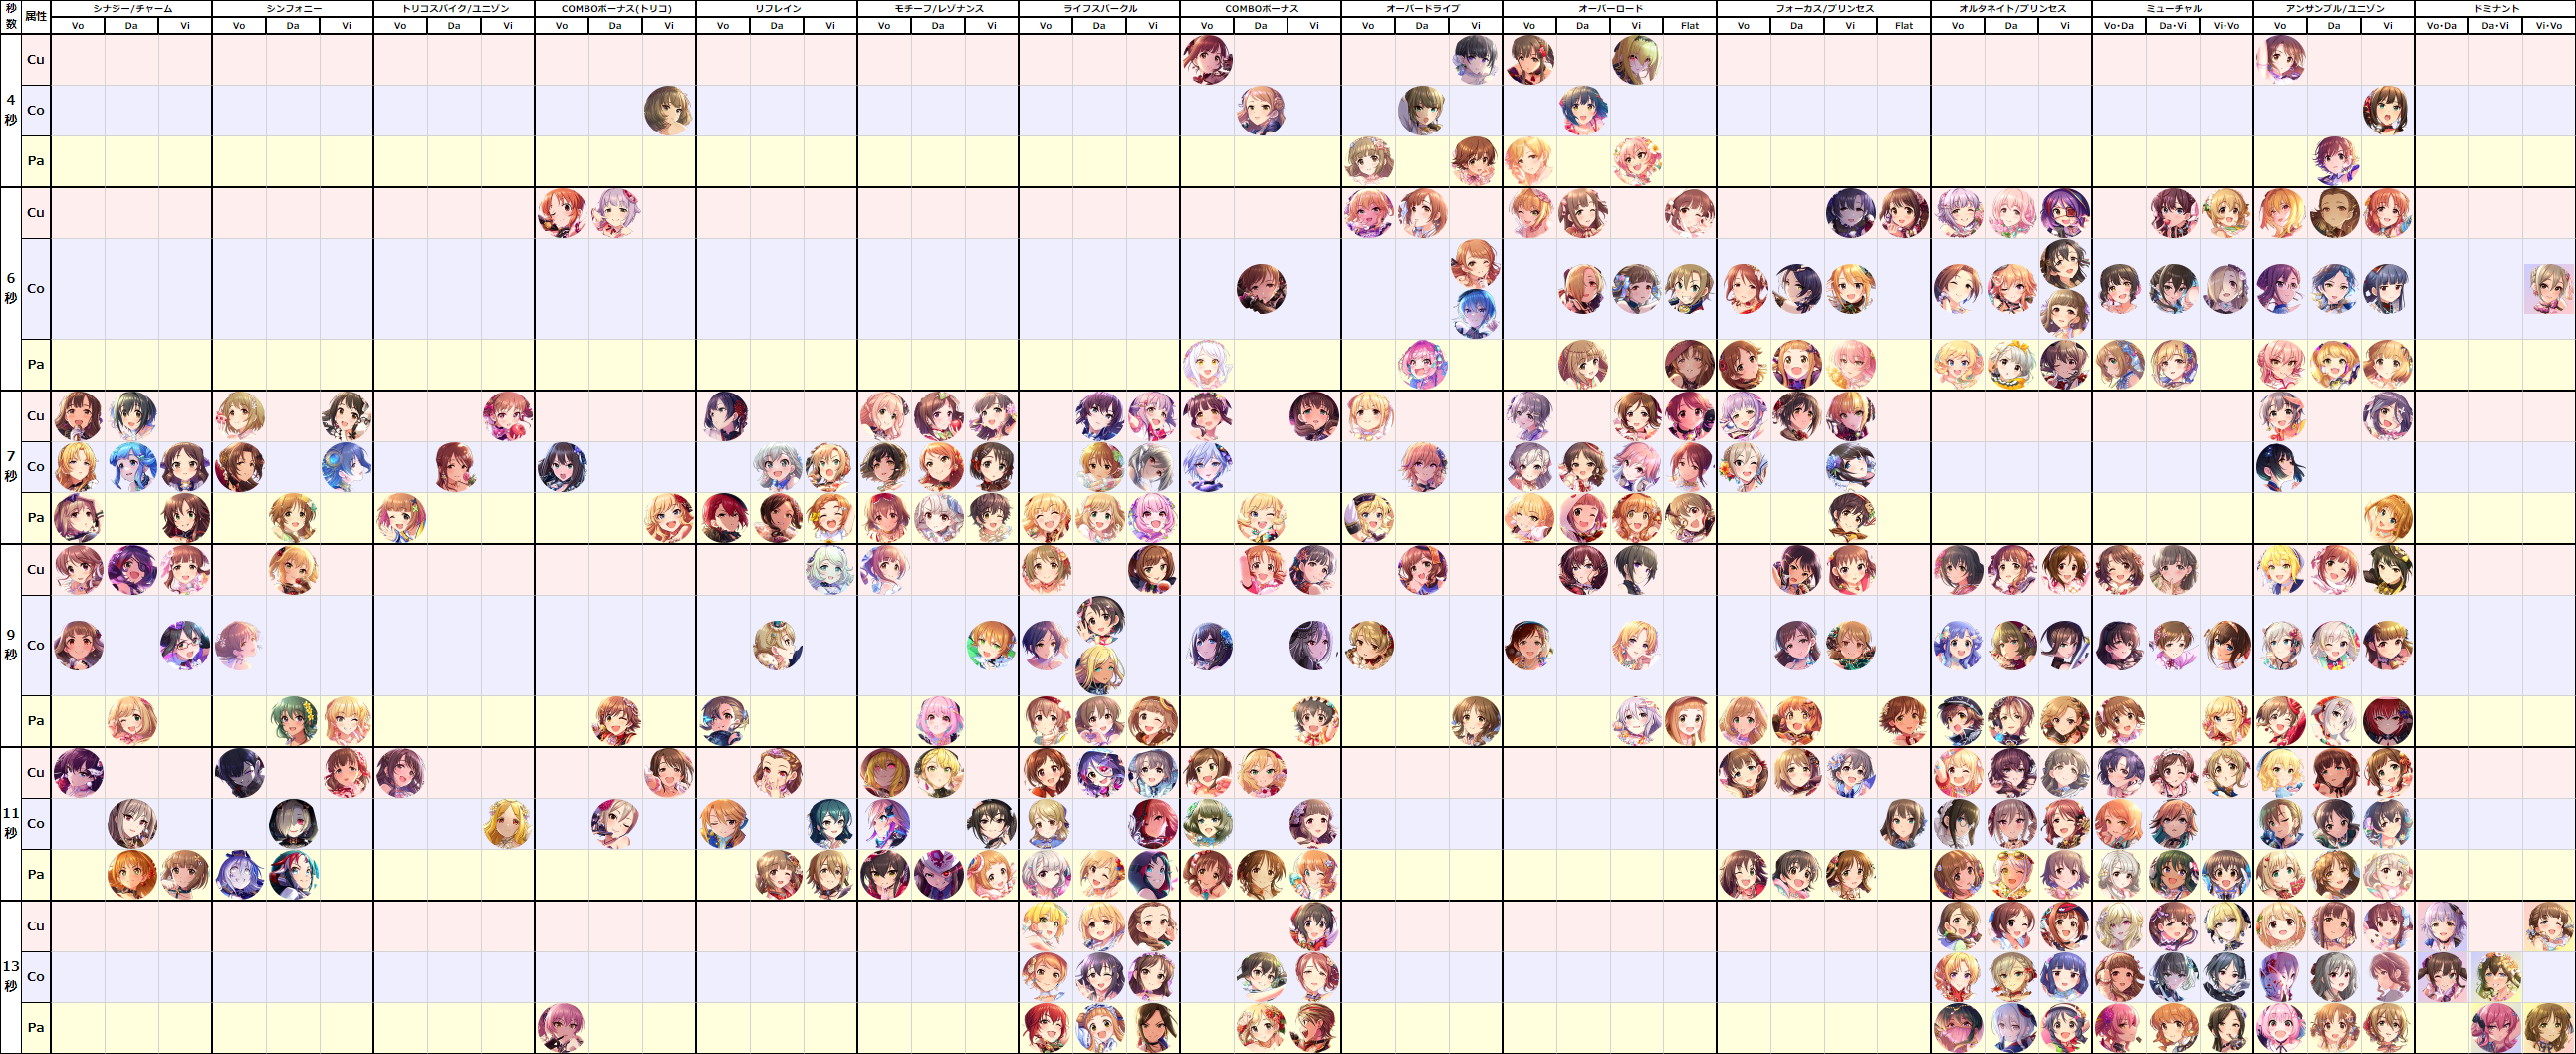 秒数 属性 シナジー/チャーム シンフォニー トリコスパイク/ユニゾン COMBOボーナス(トリコ) リフレイン モチーフ/レゾナンス ライフスパークル COMBOボーナス オーバードライブ オーバーロード フォーカス/プリンセス オルタネイト/プリンセス ミューチャル アンサンブル/ユニゾン ドミナント
Vo Da Vi Vo Da Vi Vo Da Vi Vo Da Vi Vo Da Vi Vo Da Vi Vo Da Vi Vo Da Vi Vo Da Vi Vo Da Vi Flat Vo Da Vi Flat Vo Da Vi Vo・Da Da・Vi Vi・Vo Vo Da Vi Vo・Da Da・Vi Vi・Vo
4秒
Cu
Co
Pa
6秒
Cu
Co
Pa
7秒
Cu
Co
Pa
9秒
Cu
Co
Pa
11秒
Cu
Co
Pa
13秒
Cu
Co
Pa